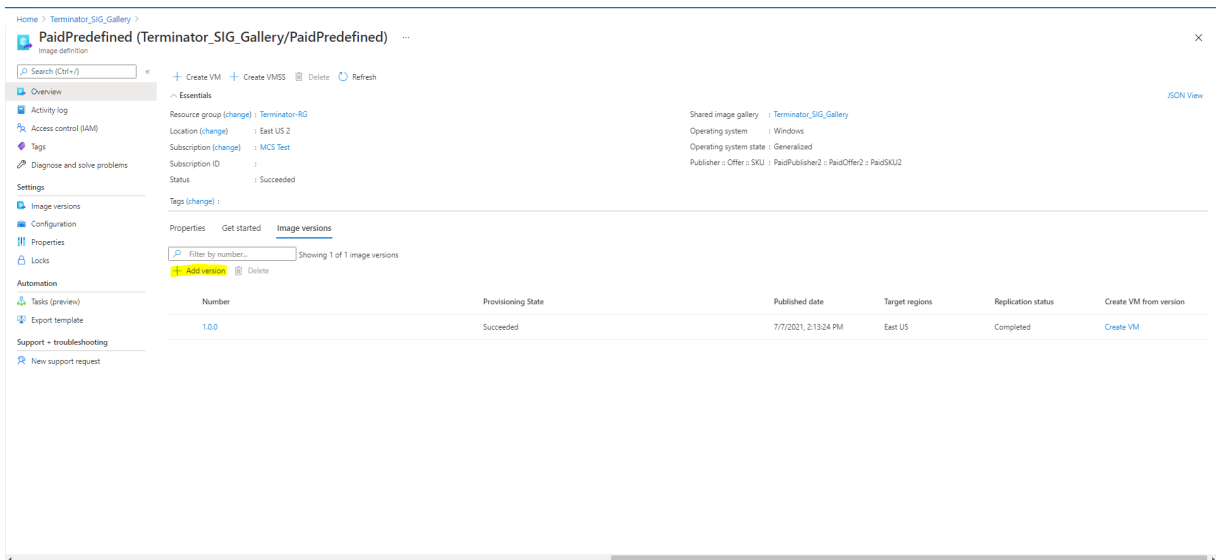 Home > Terminator_SIG_Gallery >
PaidPredefined (Terminator_SIG_Gallery/PaidPredefined) ...
Image definition
Search (Ctrl+/)
«
Overview
Activity log
Access control (IAM)
Tags
Diagnose and solve problems
Settings
Image versions
Configuration
Properties
Locks
Automation
Tasks (preview)
Export template
Support + troubleshooting
New support request
+ Create VM + Create VMSS Delete Refresh
Essentials JSON View
Resource group (change) : Terminator-RG
Location (change) : East US 2
Subscription (change) : MCS Test
Subscription ID :
Status : Succeeded
Shared image gallery : Terminator_SIG_Gallery
Operating system : Windows
Operating system state : Generalized
Publisher :: Offer :: SKU : PaidPublisher2 :: PaidOffer2 :: PaidSKU2
Tags (change) :
Properties Get started Image versions
Filter by number... Showing 1 of 1 image versions
+ Add version Delete
Number Provisioning State Published date Target regions Replication status Create VM from version
1.0.0 Succeeded 7/7/2021, 2:13:24 PM East US Completed Create VM